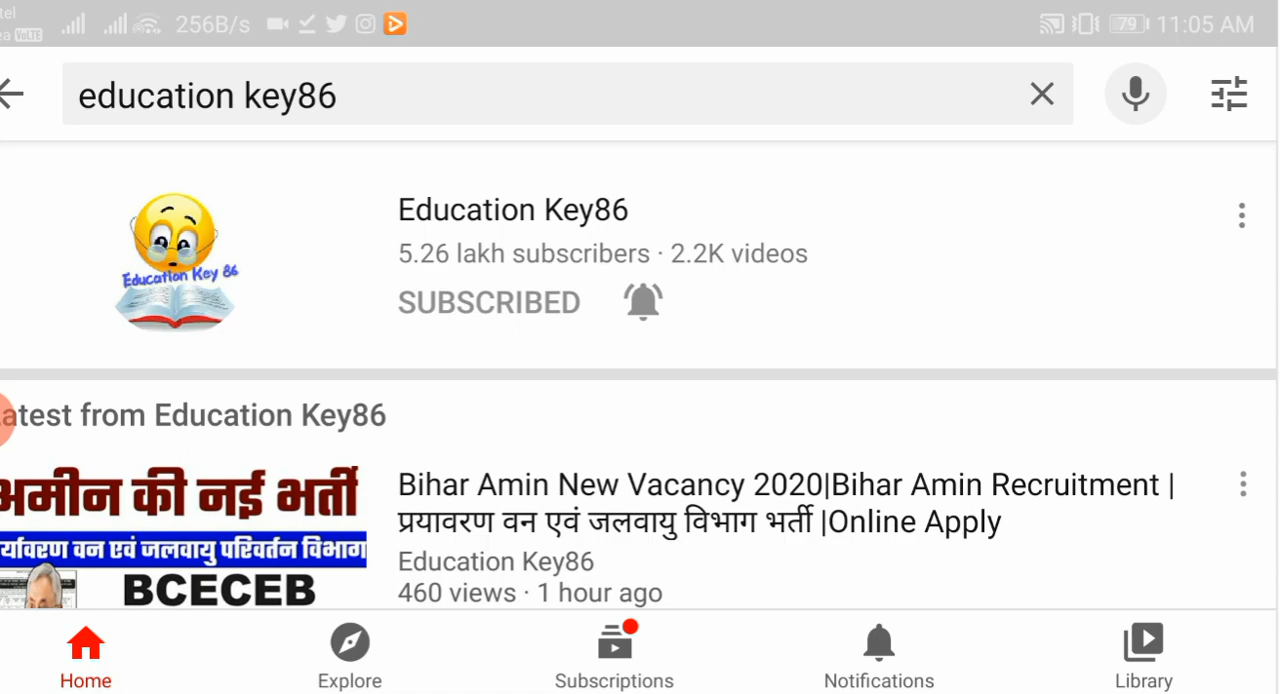 tel
ea VoLTE
256B/s
79
11:05 AM
education key86
Education Key 86
Education Key86
5.26 lakh subscribers · 2.2K videos
SUBSCRIBED
atest from Education Key86
अमीन की नई भर्ती
र्यावरण वन एवं जलवायु परिवर्तन विभाग
BCECEB
Bihar Amin New Vacancy 2020|Bihar Amin Recruitment |
प्रयावरण वन एवं जलवायु विभाग भर्ती |Online Apply
Education Key86
460 views · 1 hour ago
Home
Explore
Subscriptions
Notifications
Library